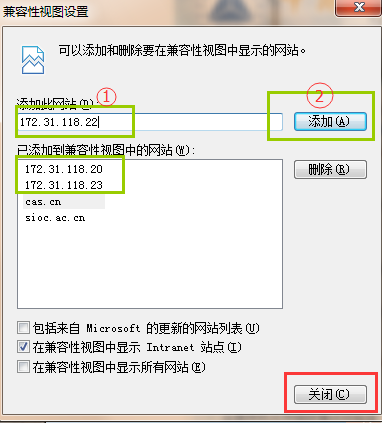 兼容性视图设置
可以添加和删除要在兼容性视图中显示的网站。
①
②
添加此网站(D):
172.31.118.22
添加(A)
已添加到兼容性视图中的网站(W):
172.31.118.20
172.31.118.23
cas.cn
sioc.ac.cn
删除(R)
包括来自 Microsoft 的更新的网站列表(U)
在兼容性视图中显示 Intranet 站点(I)
在兼容性视图中显示所有网站(E)
关闭(C)